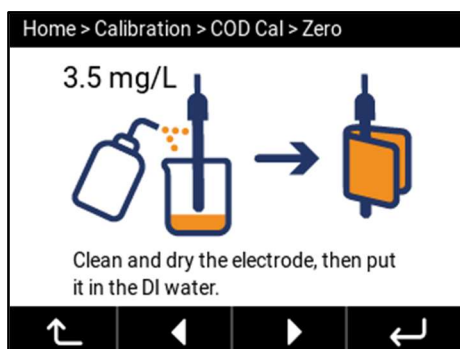 Home > Calibration > COD Cal > Zero
3.5 mg/L
Clean and dry the electrode, then put
it in the DI water.